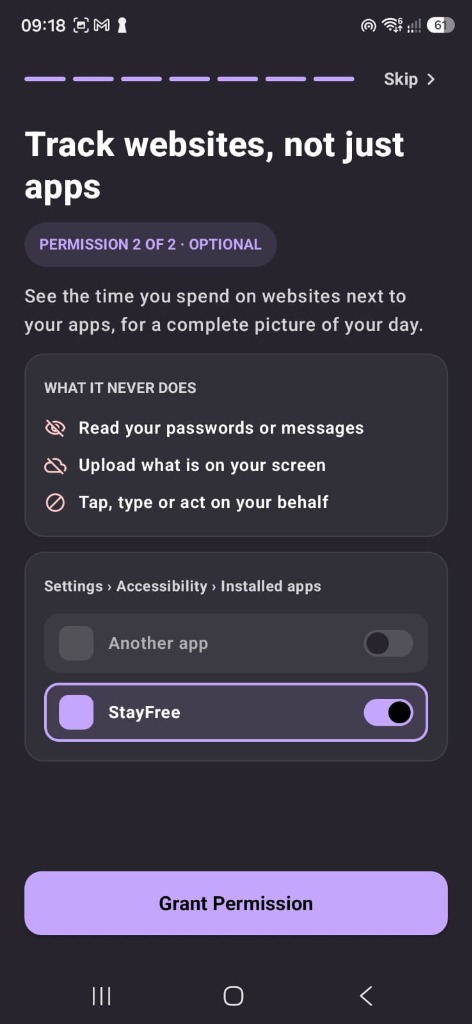 09:18
61
Skip
Track websites, not just
apps
PERMISSION 2 OF 2 · OPTIONAL
See the time you spend on websites next to
your apps, for a complete picture of your day.
WHAT IT NEVER DOES
Read your passwords or messages
Upload what is on your screen
Tap, type or act on your behalf
Settings › Accessibility › Installed apps
Another app
StayFree
Grant Permission